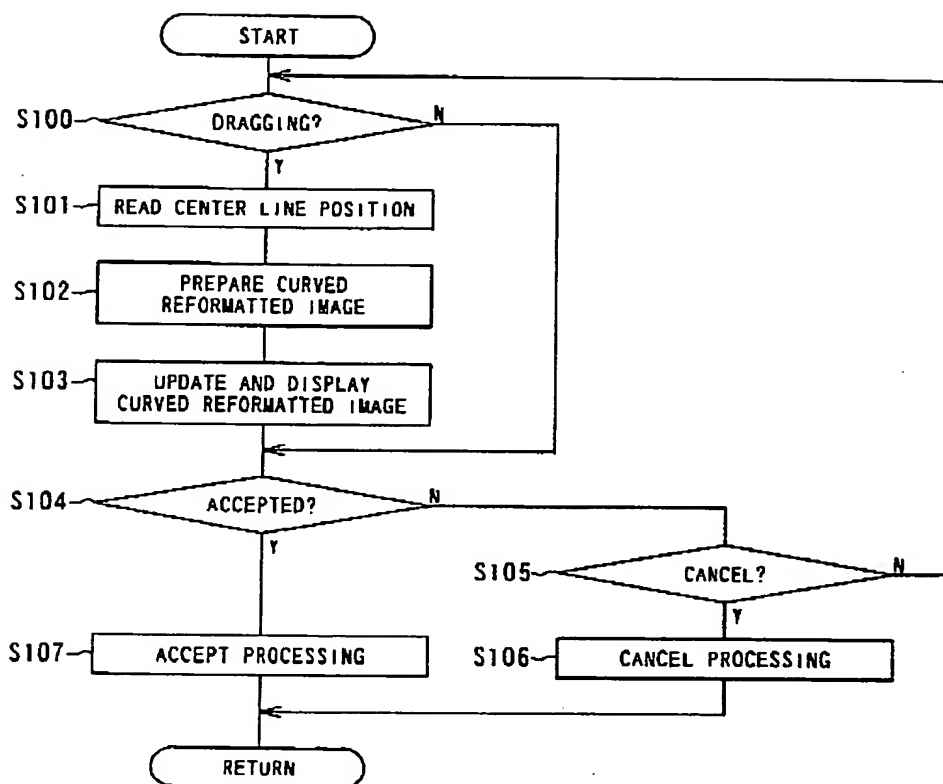 START
S100
DRAGGING?
N
Y
S101
READ CENTER LINE POSITION
S102
PREPARE CURVED
REFORMATTED IMAGE
S103
UPDATE AND DISPLAY
CURVED REFORMATTED IMAGE
S104
ACCEPTED?
N
Y
S105
CANCEL?
N
Y
S107
ACCEPT PROCESSING
S106
CANCEL PROCESSING
RETURN